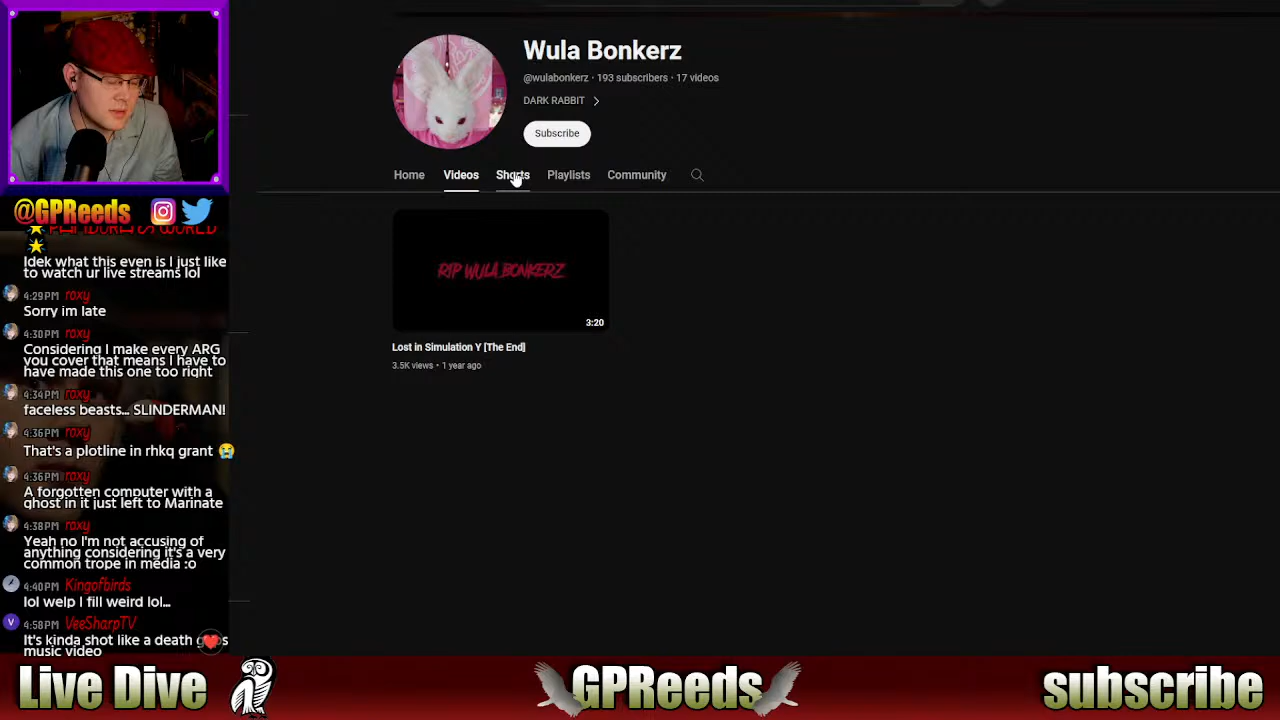 Wula Bonkerz
@wulabonkerz · 193 subscribers · 17 videos
DARK RABBIT
Subscribe
Home Videos Shorts Playlists Community
RIP WULA BONKERZ
3:20
Lost in Simulation Y [The End]
3.5K views · 1 year ago
@GPReeds
Idek what this even is I just like
to watch ur live streams lol
4:29PM roxy
Sorry im late
4:30PM roxy
Considering I make every ARG
you cover that means I have to
have made this one too right
4:34PM roxy
faceless beasts... SLINDERMAN!
4:36PM roxy
That's a plotline in rhkq grant 😭
4:36PM roxy
A forgotten computer with a
ghost in it just left to Marinate
4:38PM roxy
Yeah no I'm not accusing of
anything considering it's a very
common trope in media :o
4:40PM Kingofbirds
lol welp I fill weird lol...
V
4:58PM VeeSharpTV
It's kinda shot like a death
music video
Live Dive
GPReeds
subscribe